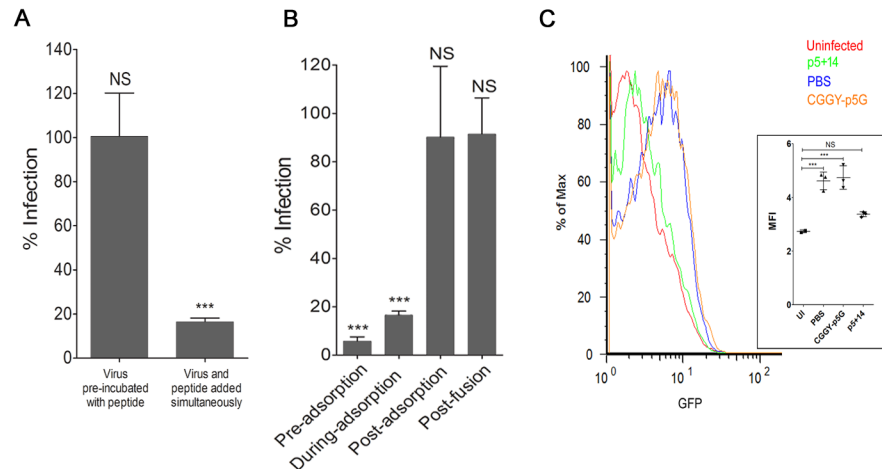 A
% Infection
140
120
100
80
60
40
20
0
NS
***
Virus
pre-incubated
with peptide
Virus and
peptide added
simultaneously
B
% Infection
120
100
80
60
40
20
0
***
***
NS
NS
Pre-adsorption
During-adsorption
Post-adsorption
Post-fusion
C
Uninfected
p5+14
PBS
CGGY-p5G
% of Max
100
80
60
40
20
0
10^0
10^1
10^2
GFP
MFI
6
4
2
0
NS
***
***
UI
PBS
CGGY-p5G
p5+14